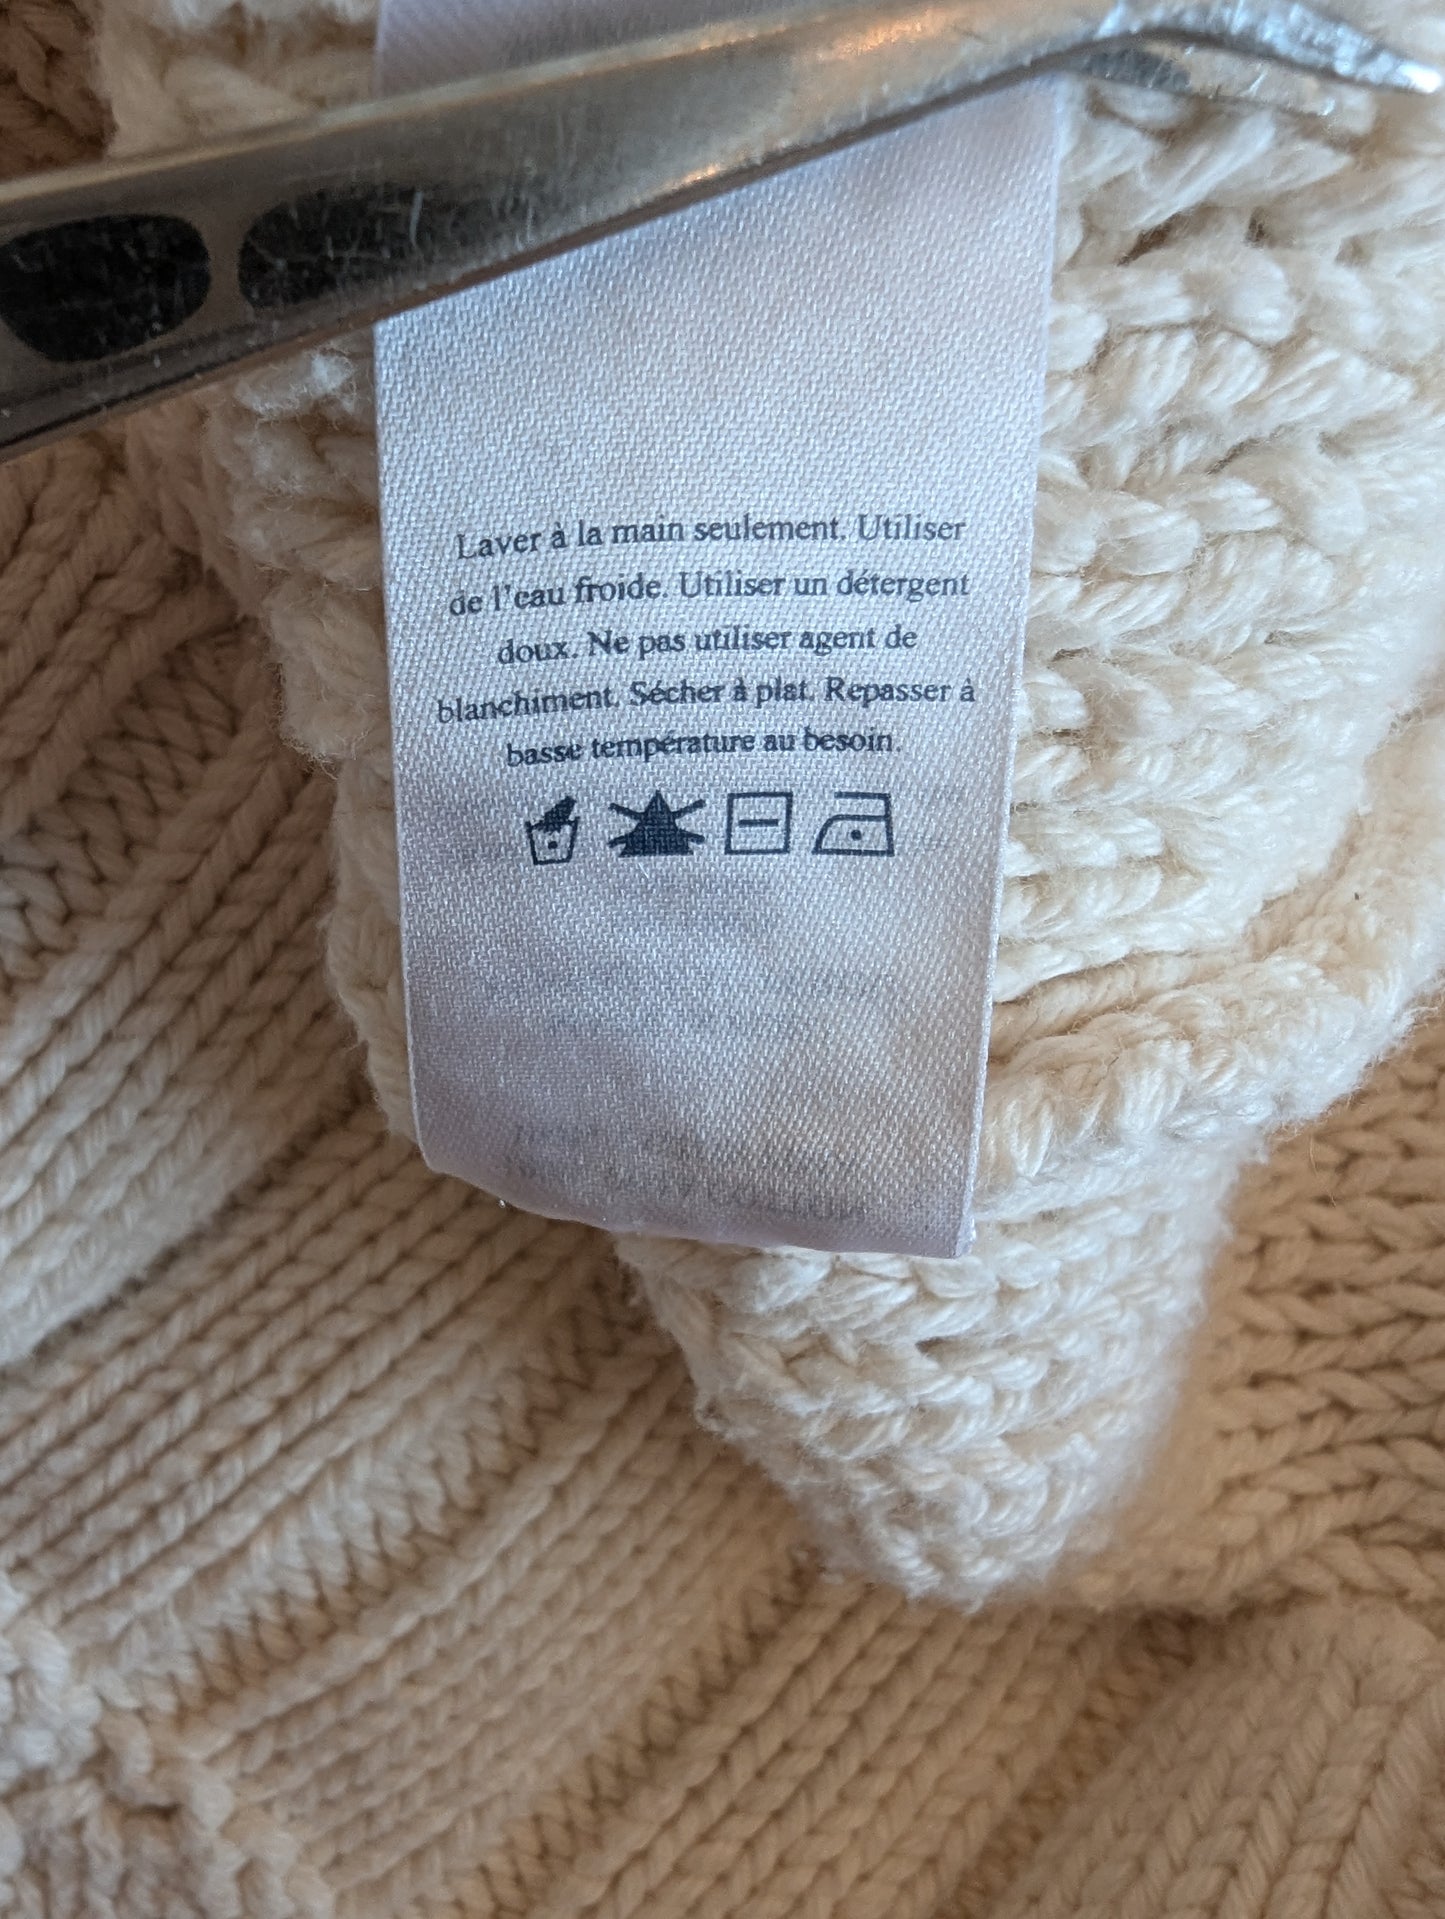 Laver à la main seulement. Utiliser
de l'eau froide. Utiliser un détergent
doux. Ne pas utiliser agent de
blanchiment. Sécher à plat. Repasser à
basse température au besoin.